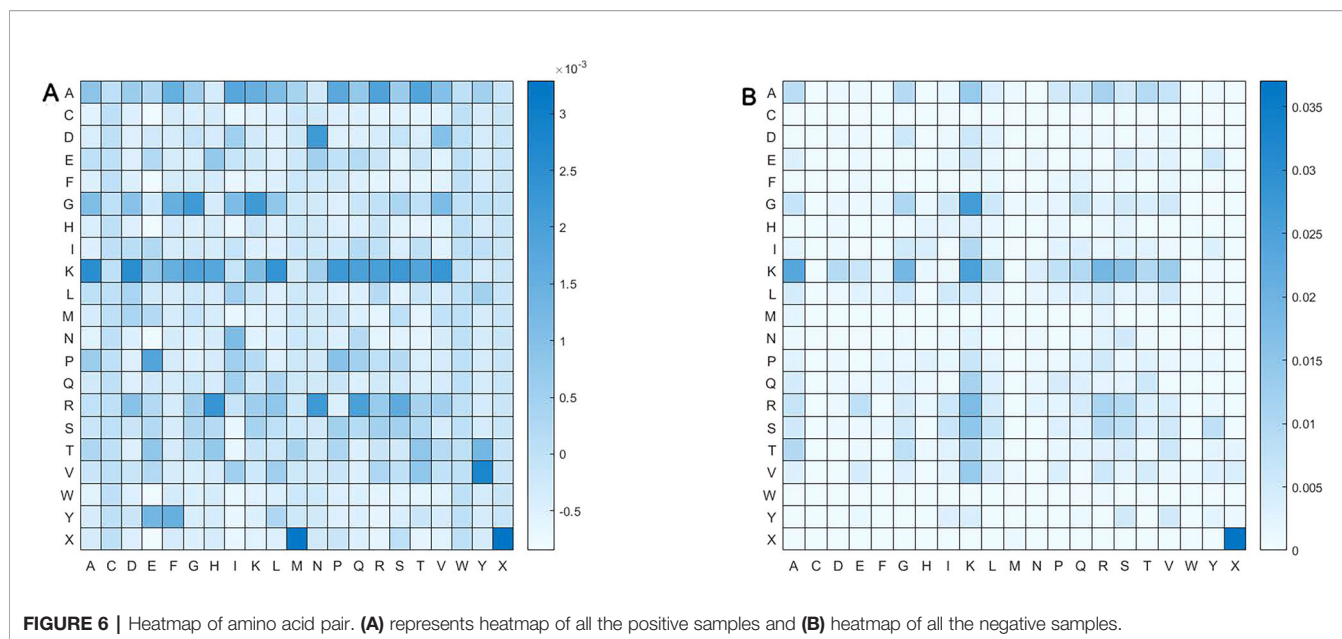 A
×10⁻³
A
C
D
E
F
G
H
I
K
L
M
N
P
Q
R
S
T
V
W
Y
X
A C D E F G H I K L M N P Q R S T V W Y X
3
2.5
2
1.5
1
0.5
0
-0.5
B
A
C
D
E
F
G
H
I
K
L
M
N
P
Q
R
S
T
V
W
Y
X
A C D E F G H I K L M N P Q R S T V W Y X
0.035
0.03
0.025
0.02
0.015
0.01
0.005
0
FIGURE 6 | Heatmap of amino acid pair. (A) represents heatmap of all the positive samples and (B) heatmap of all the negative samples.